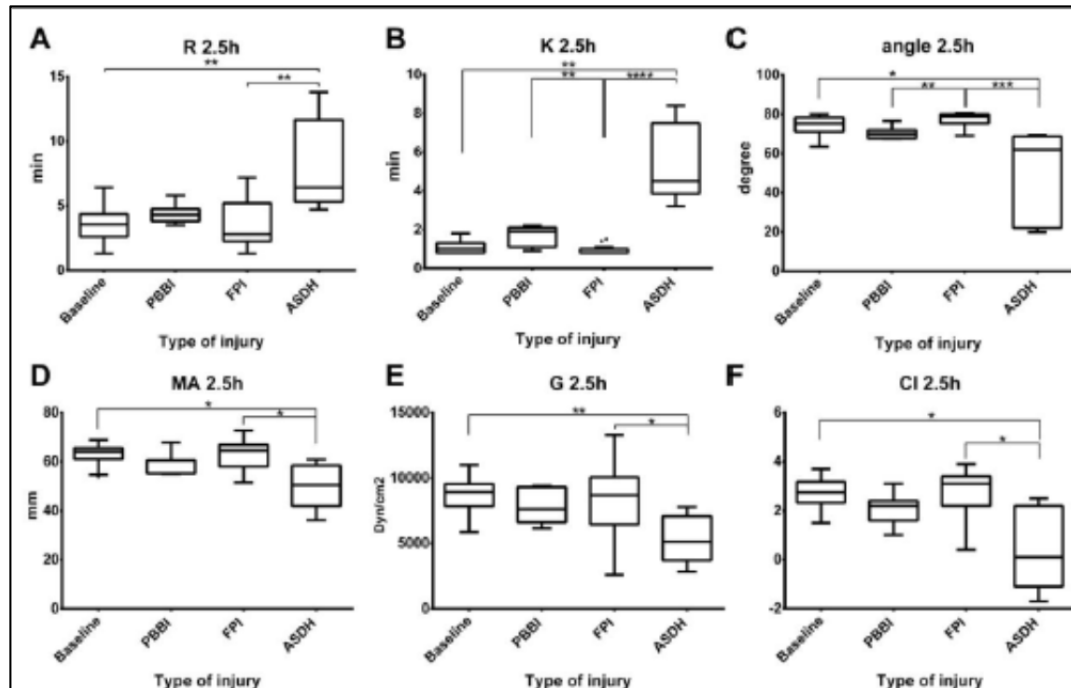 A
R 2.5h
**
**
15
10
5
0
min
Baseline
PBBI
FPI
ASDH
Type of injury
B
K 2.5h
**
**
****
10
8
6
4
2
0
min
Baseline
PBBI
FPI
ASDH
Type of injury
C
angle 2.5h
*
**
***
100
80
60
40
20
0
degree
Baseline
PBBI
FPI
ASDH
Type of injury
D
MA 2.5h
*
*
80
60
40
20
0
mm
Baseline
PBBI
FPI
ASDH
Type of injury
E
G 2.5h
**
*
15000
10000
5000
0
Dyn/cm2
Baseline
PBBI
FPI
ASDH
Type of injury
F
CI 2.5h
*
*
6
4
2
0
-2
Baseline
PBBI
FPI
ASDH
Type of injury